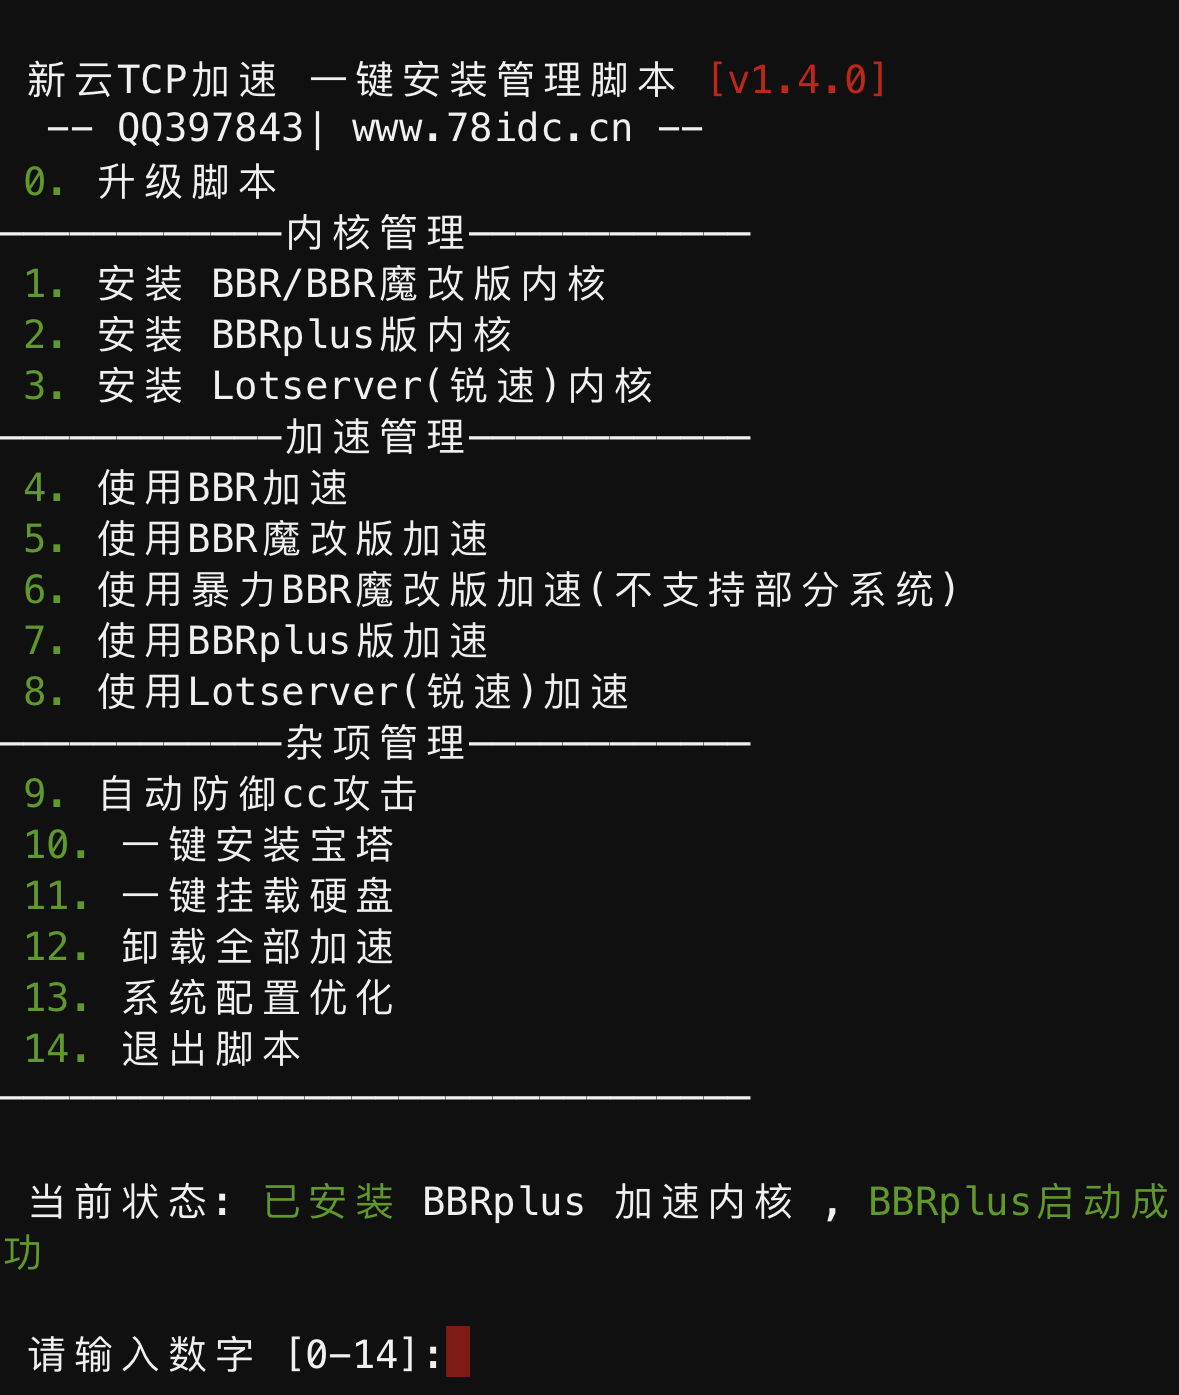 新云TCP加速 一键安装管理脚本 [v1.4.0]
-- QQ397843| www.78idc.cn --
0. 升级脚本
————————————内核管理————————————
1. 安装 BBR/BBR魔改版内核
2. 安装 BBRplus版内核
3. 安装 Lotserver(锐速)内核
————————————加速管理————————————
4. 使用BBR加速
5. 使用BBR魔改版加速
6. 使用暴力BBR魔改版加速(不支持部分系统)
7. 使用BBRplus版加速
8. 使用Lotserver(锐速)加速
————————————杂项管理————————————
9. 自动防御cc攻击
10. 一键安装宝塔
11. 一键挂载硬盘
12. 卸载全部加速
13. 系统配置优化
14. 退出脚本
————————————————————————————————
当前状态: 已安装 BBRplus 加速内核 , BBRplus启动成
功
请输入数字 [0-14]: